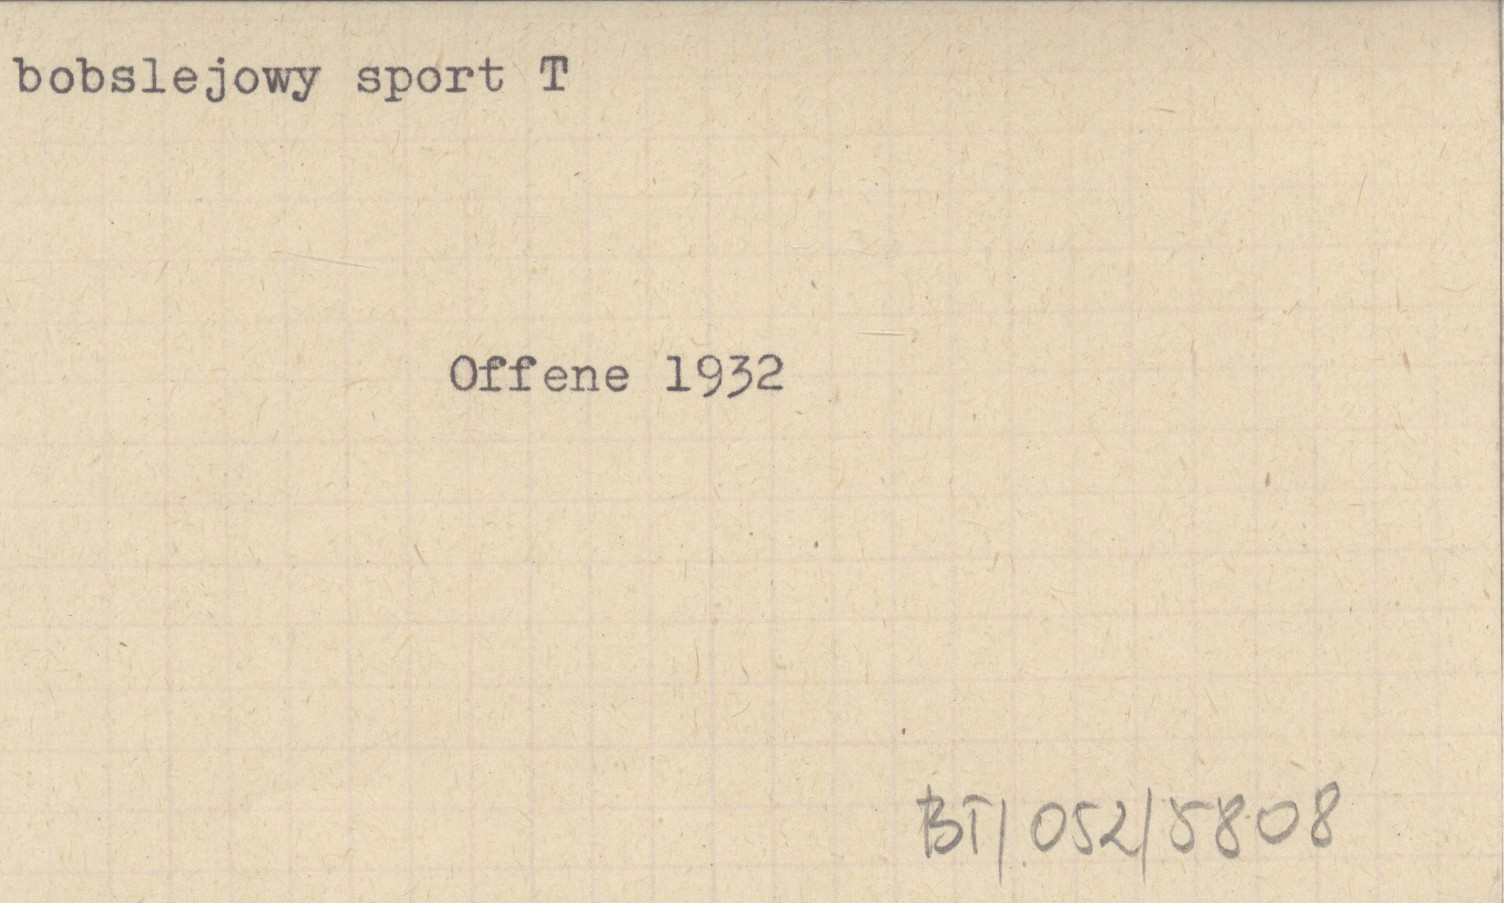 bobslejowy sport T
Offene 1932
BT/052/5808